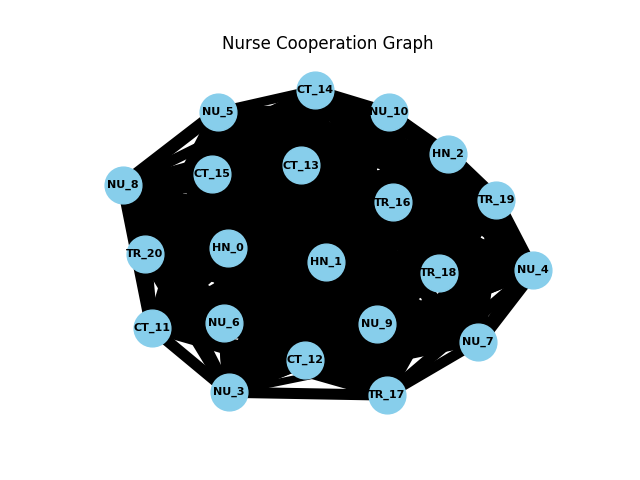 Nurse Cooperation Graph
CT_14
NU_5
NU_10
HN_2
CT_13
CT_15
NU_8
TR_19
TR_16
HN_0
TR_20
HN_1
NU_4
TR_18
NU_6
NU_9
CT_11
NU_7
CT_12
NU_3
TR_17